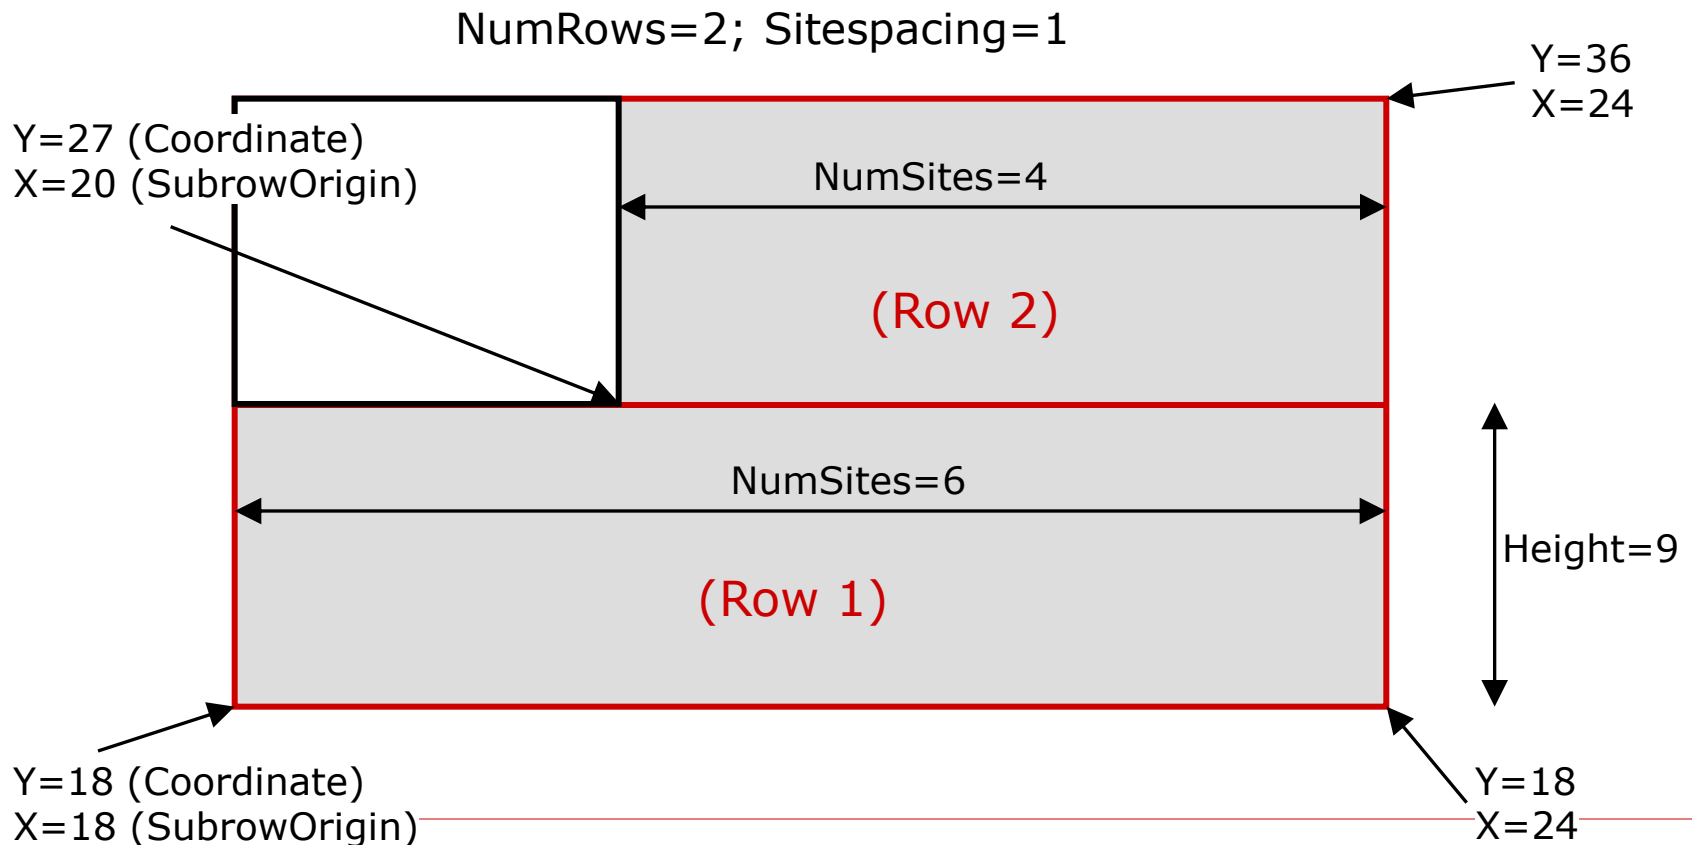 NumRows=2; Sitespacing=1
Y=36
X=24
Y=27 (Coordinate)
X=20 (SubrowOrigin)
NumSites=4
(Row 2)
NumSites=6
Height=9
(Row 1)
Y=18 (Coordinate)
X=18 (SubrowOrigin)
Y=18
X=24